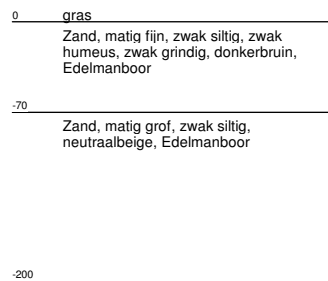 0 gras
Zand, matig fijn, zwak siltig, zwak
humeus, zwak grindig, donkerbruin,
Edelmanboor
-70
Zand, matig grof, zwak siltig,
neutraalbeige, Edelmanboor
-200